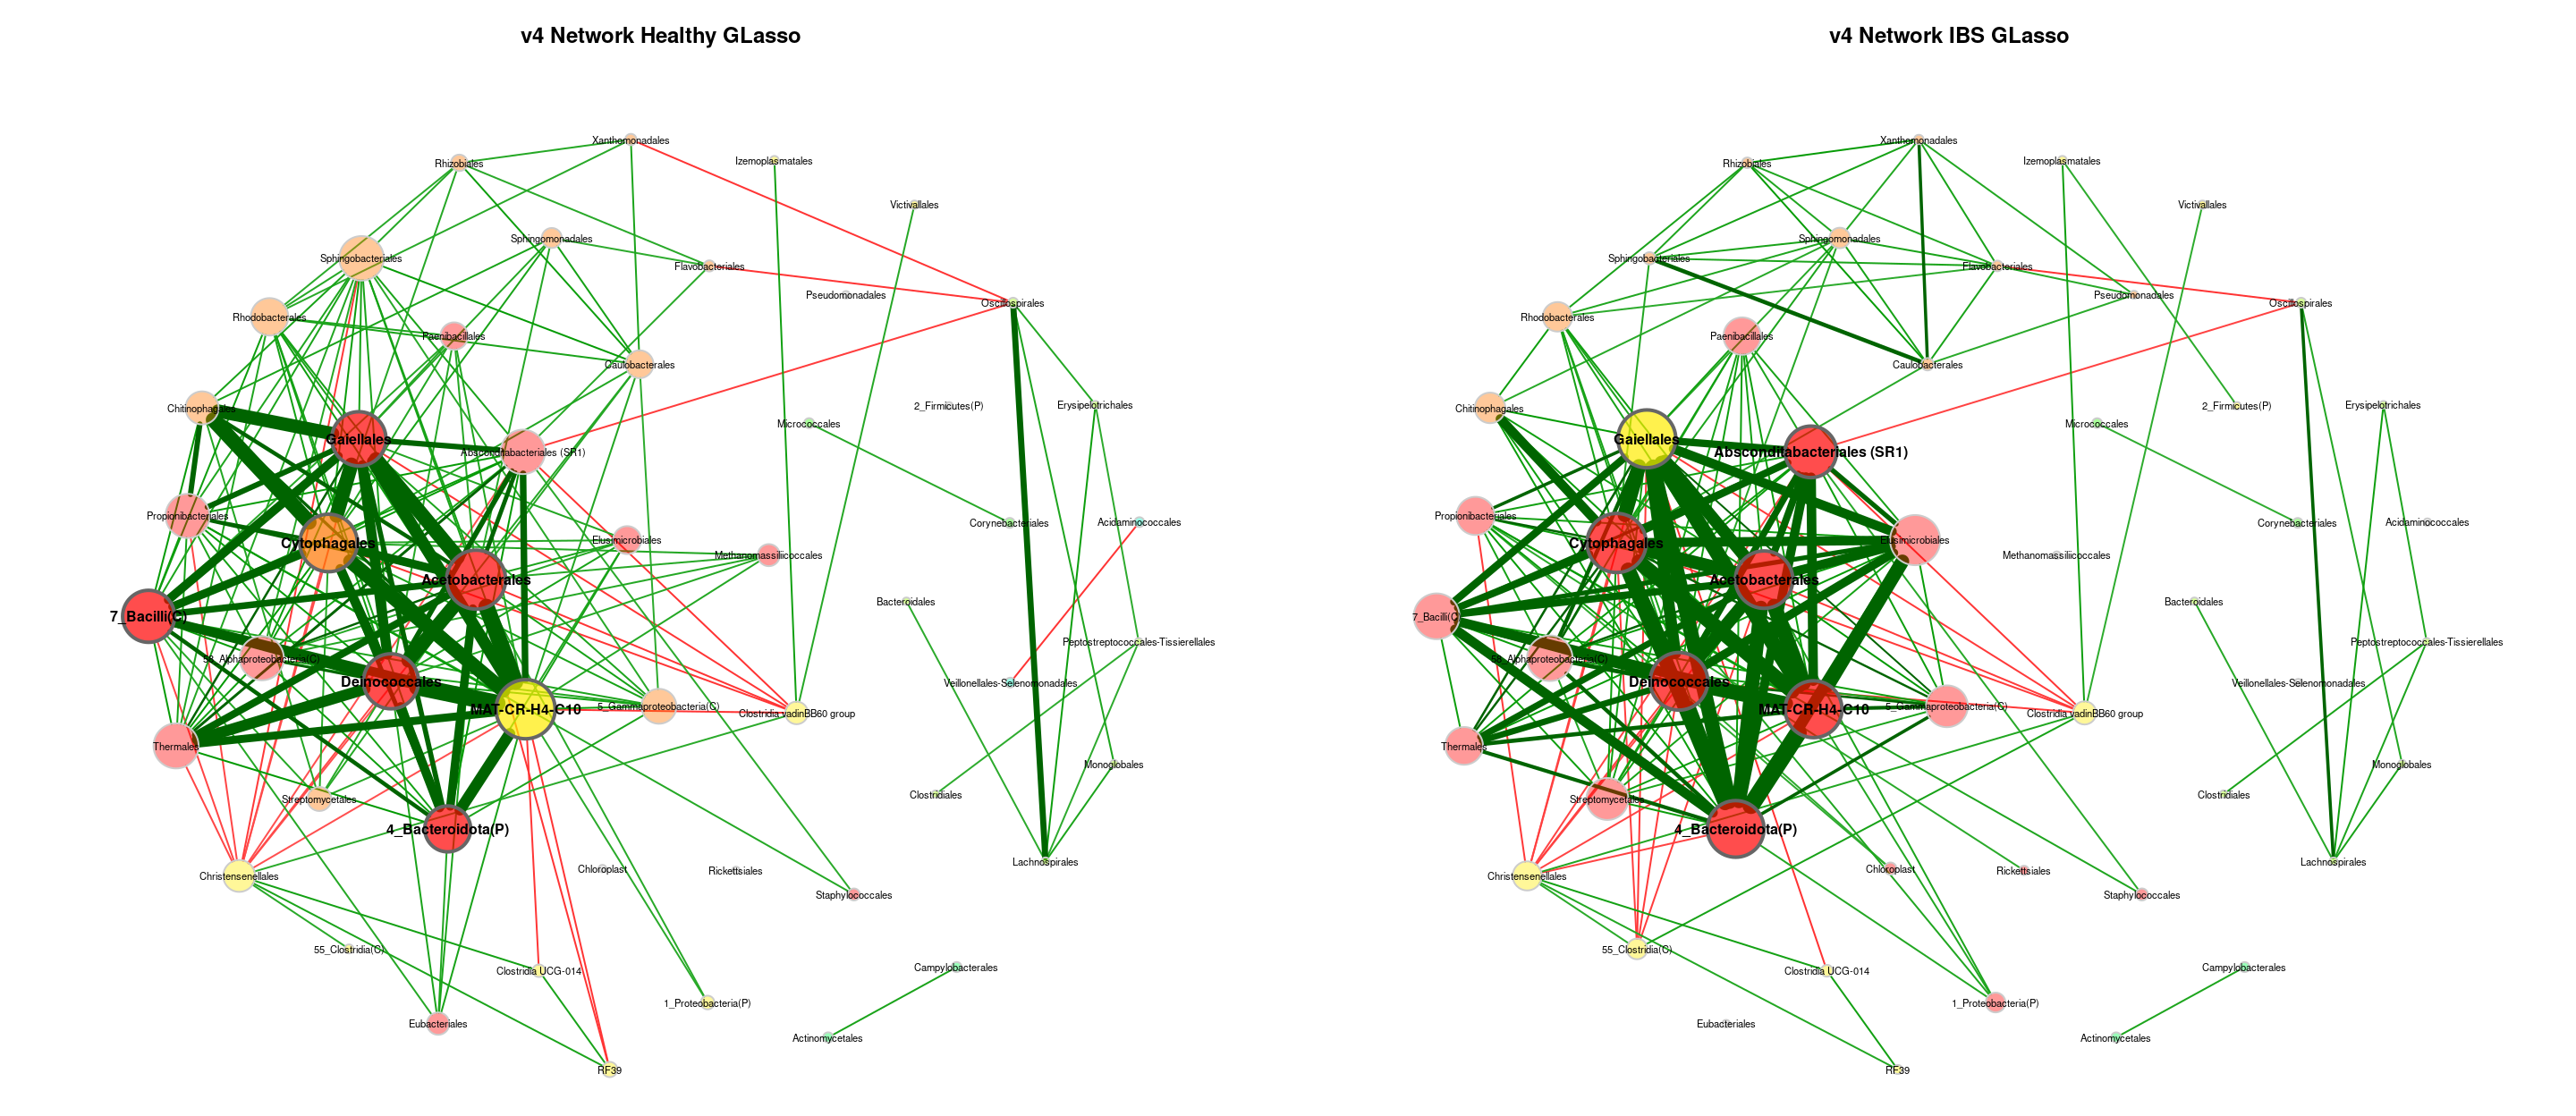 v4 Network Healthy GLasso
Xanthomonadales
Rhizobiales
Izemoplasmatales
Victivallales
Sphingomonadales
Sphingobacteriales
Flavobacteriales
Pseudomonadales
Oscillospirales
Rhodobacterales
Paenibacillales
Caulobacterales
2_Firmicutes(P)
Erysipelotrichales
Chitinophagales
Micrococcales
Gaiellales
Absconditabacteriales (SR1)
Propionibacteriales
Corynebacteriales
Acidaminococcales
Elusimicrobiales
Cytophagales
Methanomassiliicoccales
Acetobacterales
Bacteroidales
7_Bacilli(C)
Peptostreptococcales-Tissierellales
58_Alphaproteobacteria(C)
Deinococcales
Veillonellales-Selenomonadales
MAT-CR-H4-C10
5_Gammaproteobacteria(C)
Clostridia vadinBB60 group
Thermales
Monoglobales
Clostridiales
Streptomycetales
4_Bacteroidota(P)
Lachnospirales
Chloroplast
Rickettsiales
Christensenellales
Staphylococcales
55_Clostridia(C)
Campylobacterales
Clostridia UCG-014
1_Proteobacteria(P)
Eubacteriales
Actinomycetales
RF39
v4 Network IBS GLasso
Xanthomonadales
Rhizobiales
Izemoplasmatales
Victivallales
Sphingomonadales
Sphingobacteriales
Flavobacteriales
Pseudomonadales
Oscillospirales
Rhodobacterales
Paenibacillales
Caulobacterales
2_Firmicutes(P)
Erysipelotrichales
Chitinophagales
Micrococcales
Gaiellales
Absconditabacteriales (SR1)
Propionibacteriales
Corynebacteriales
Acidaminococcales
Elusimicrobiales
Cytophagales
Methanomassiliicoccales
Acetobacterales
Bacteroidales
7_Bacilli(C)
Peptostreptococcales-Tissierellales
58_Alphaproteobacteria(C)
Deinococcales
Veillonellales-Selenomonadales
MAT-CR-H4-C10
5_Gammaproteobacteria(C)
Clostridia vadinBB60 group
Thermales
Monoglobales
Clostridiales
Streptomycetales
4_Bacteroidota(P)
Lachnospirales
Chloroplast
Rickettsiales
Christensenellales
Staphylococcales
55_Clostridia(C)
Campylobacterales
Clostridia UCG-014
1_Proteobacteria(P)
Eubacteriales
Actinomycetales
RF39